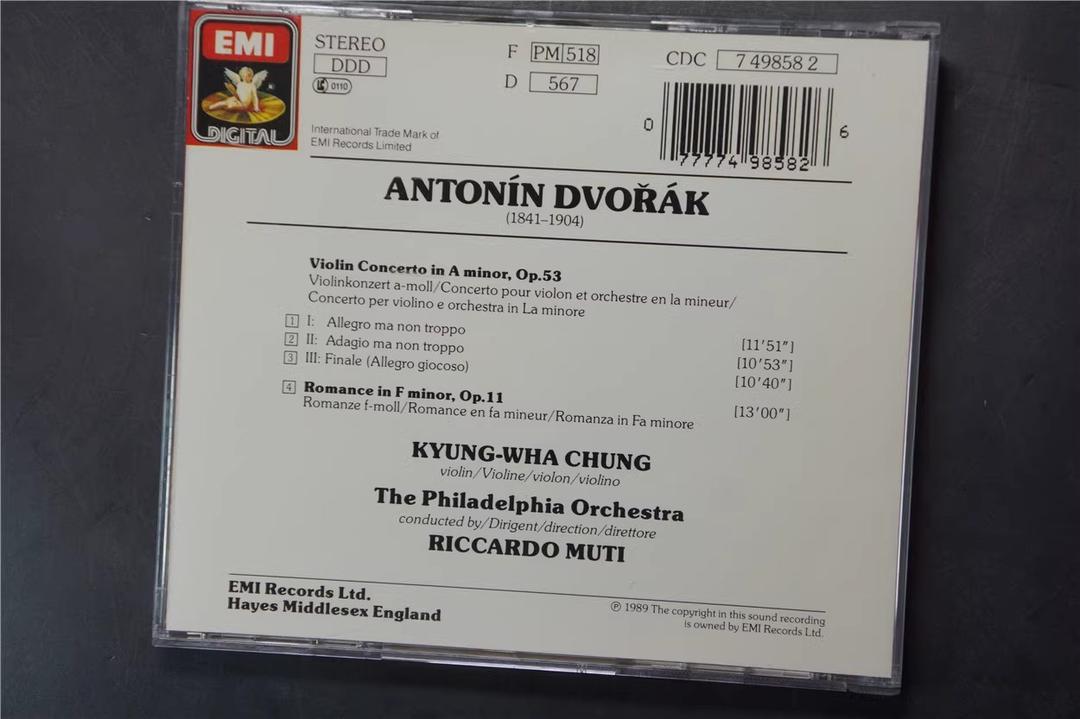 EMI
DIGITAL
STEREO
DDD
0110
International Trade Mark of
EMI Records Limited
F PM 518
D 567
CDC 7 49858 2
0 77774 98582 6
ANTONÍN DVOŘÁK
(1841–1904)
Violin Concerto in A minor, Op.53
Violinkonzert a-moll/Concerto pour violon et orchestre en la mineur/
Concerto per violino e orchestra in La minore
1 I: Allegro ma non troppo [11'51"]
2 II: Adagio ma non troppo [10'53"]
3 III: Finale (Allegro giocoso) [10'40"]
4 Romance in F minor, Op.11 [13'00"]
Romanze f-moll/Romance en fa mineur/Romanza in Fa minore
KYUNG-WHA CHUNG
violin/Violine/violon/violino
The Philadelphia Orchestra
conducted by/Dirigent/direction/direttore
RICCARDO MUTI
EMI Records Ltd.
Hayes Middlesex England
℗ 1989 The copyright in this sound recording
is owned by EMI Records Ltd.